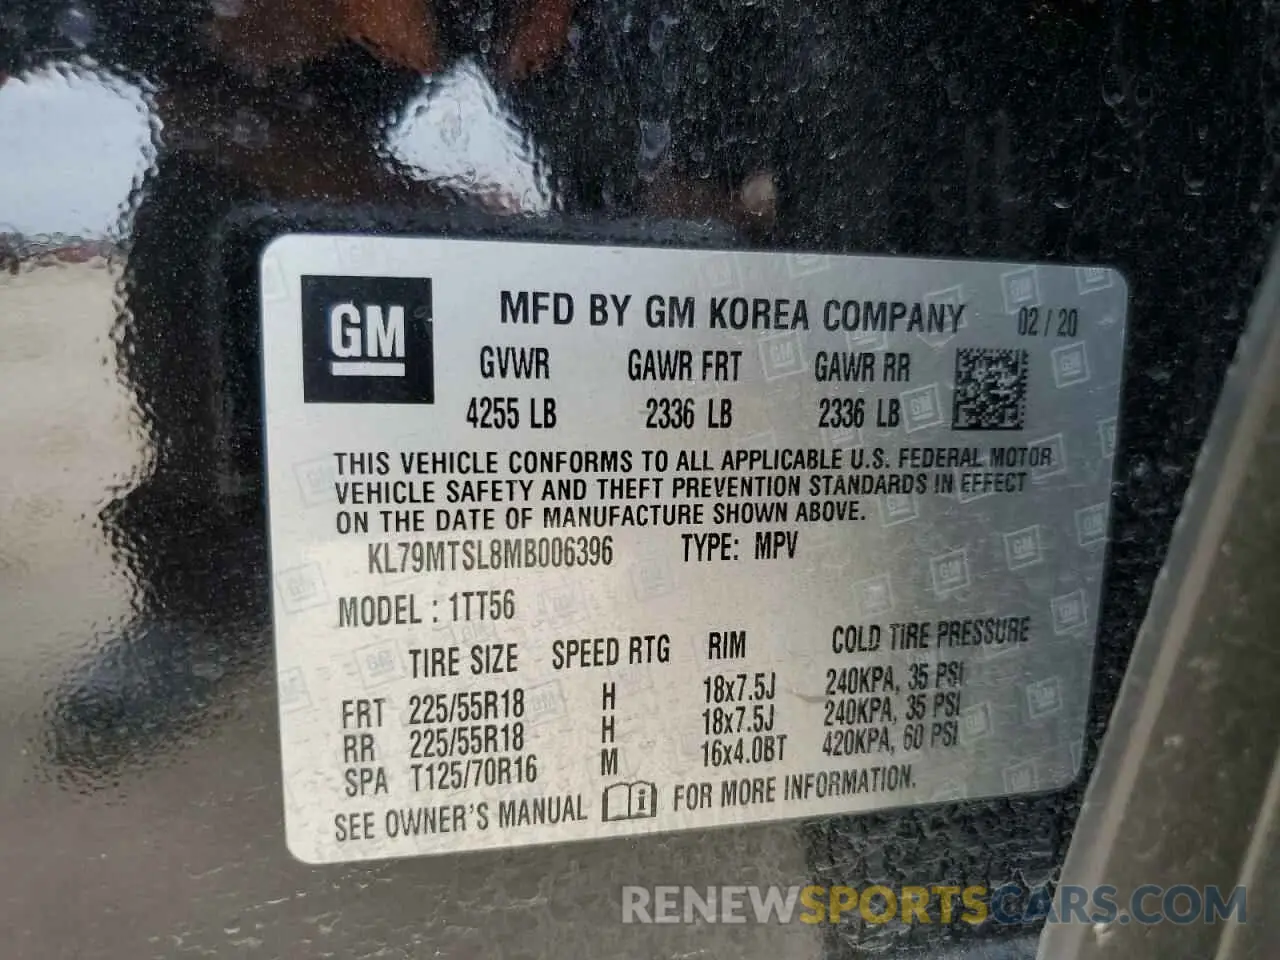 GM
MFD BY GM KOREA COMPANY 02/20
GVWR GAWR FRT GAWR RR
4255 LB 2336 LB 2336 LB
THIS VEHICLE CONFORMS TO ALL APPLICABLE U.S. FEDERAL MOTOR
VEHICLE SAFETY AND THEFT PREVENTION STANDARDS IN EFFECT
ON THE DATE OF MANUFACTURE SHOWN ABOVE.
KL79MTSL8MB006396 TYPE: MPV
MODEL : 1TT56
TIRE SIZE SPEED RTG RIM COLD TIRE PRESSURE
FRT 225/55R18 H 18x7.5J 240KPA, 35 PSI
RR 225/55R18 H 18x7.5J 240KPA, 35 PSI
SPA T125/70R16 M 16x4.0BT 420KPA, 60 PSI
SEE OWNER'S MANUAL i FOR MORE INFORMATION.
RENEWSPORTSCARS.COM